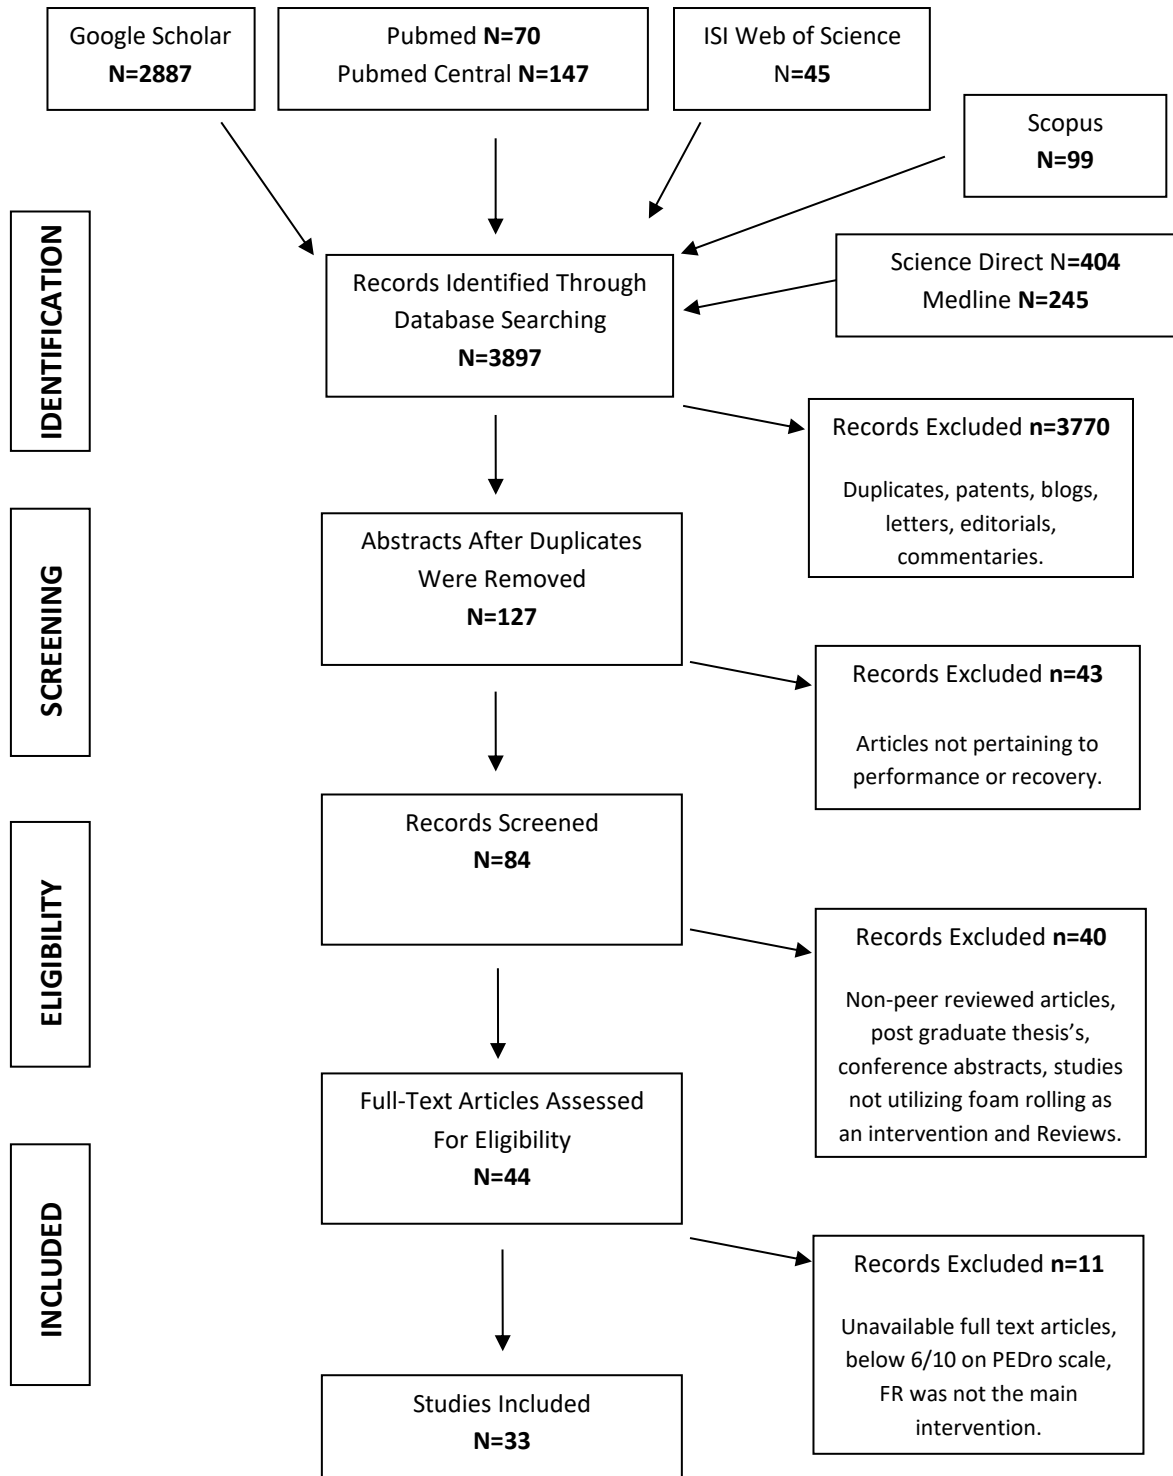 Google Scholar
N=2887
Pubmed N=70
Pubmed Central N=147
ISI Web of Science
N=45
Scopus
N=99
Science Direct N=404
Medline N=245
IDENTIFICATION
Records Identified Through
Database Searching
N=3897
Records Excluded n=3770
Duplicates, patents, blogs,
letters, editorials,
commentaries.
SCREENING
Abstracts After Duplicates
Were Removed
N=127
Records Excluded n=43
Articles not pertaining to
performance or recovery.
ELIGIBILITY
Records Screened
N=84
Records Excluded n=40
Non-peer reviewed articles,
post graduate thesis's,
conference abstracts, studies
not utilizing foam rolling as
an intervention and Reviews.
Full-Text Articles Assessed
For Eligibility
N=44
INCLUDED
Records Excluded n=11
Unavailable full text articles,
below 6/10 on PEDro scale,
FR was not the main
intervention.
Studies Included
N=33